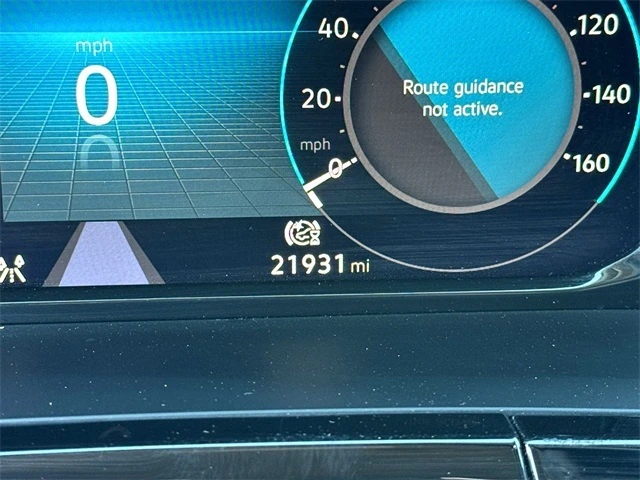 mph
0
40
20
mph
0
120
140
160
Route guidance
not active.
21931 mi